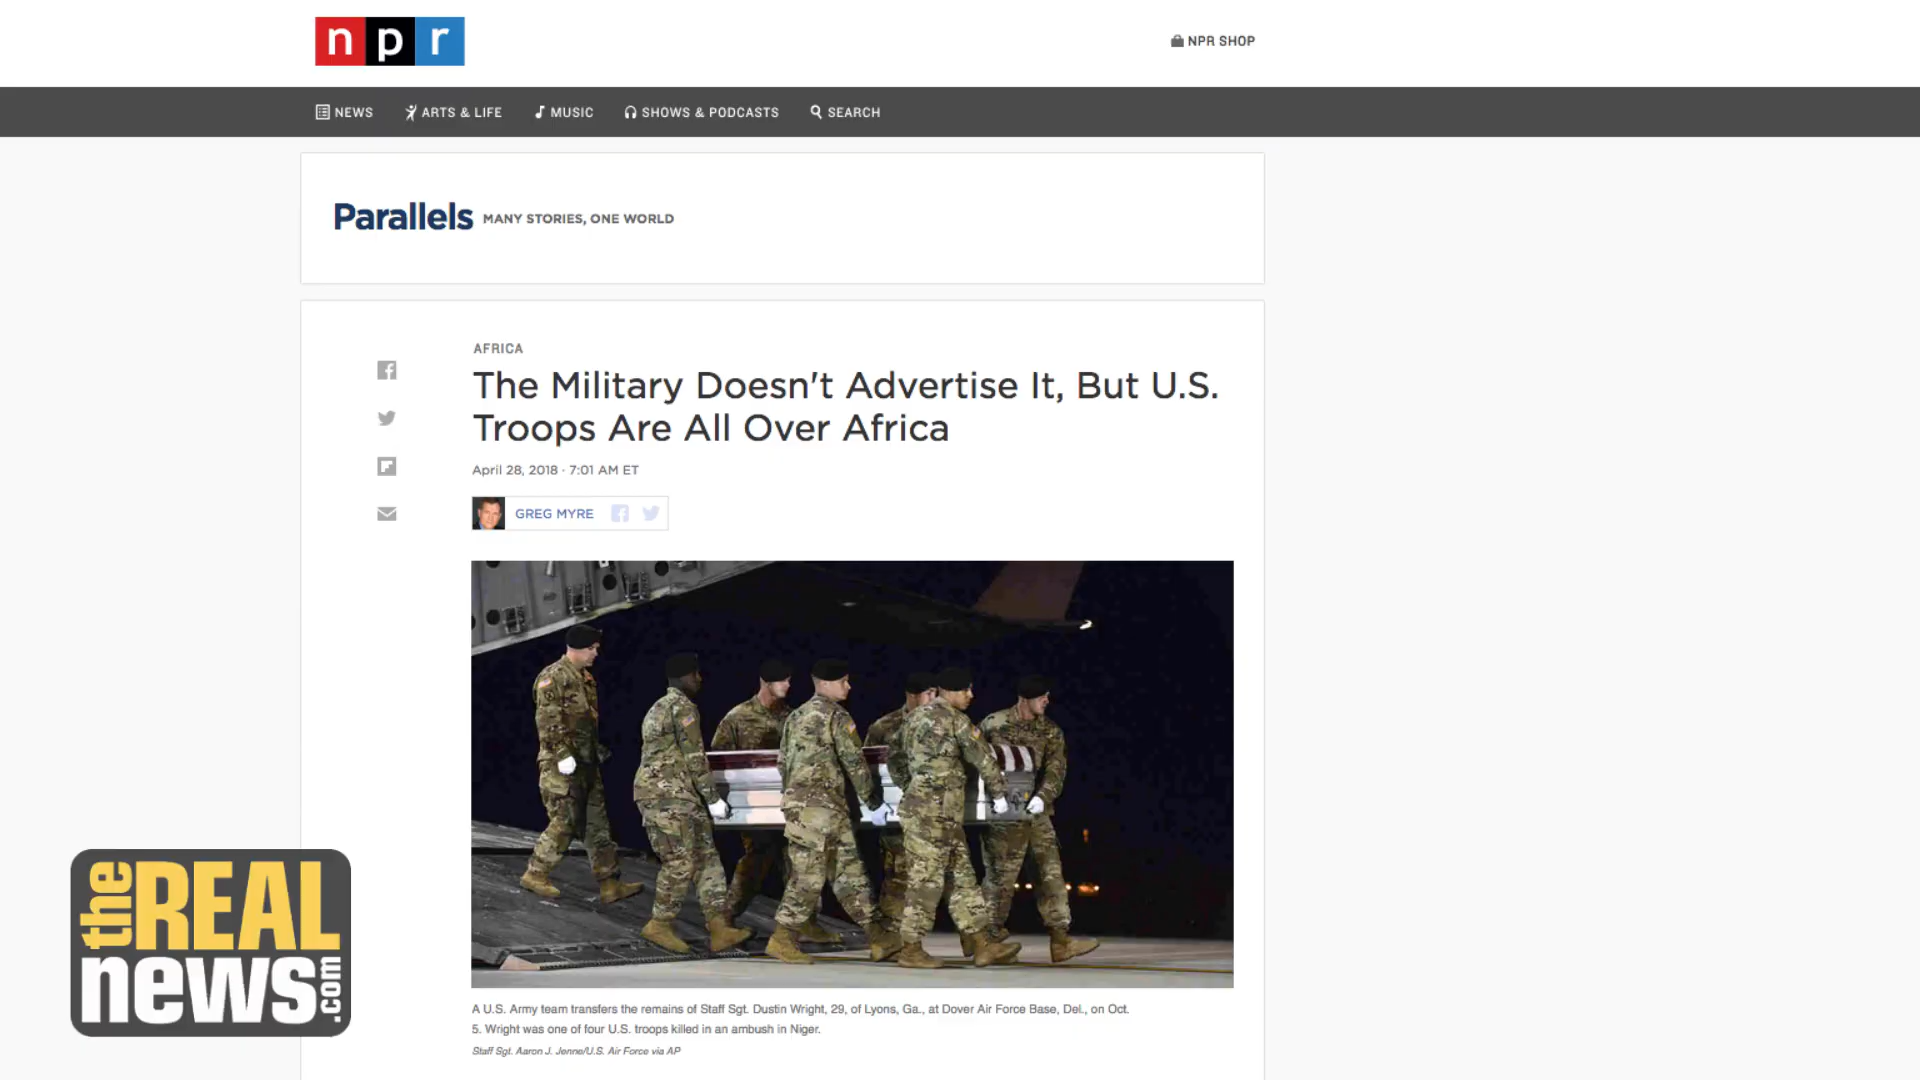 npr
NPR SHOP
NEWS
ARTS & LIFE
MUSIC
SHOWS & PODCASTS
SEARCH
Parallels MANY STORIES, ONE WORLD
AFRICA
The Military Doesn't Advertise It, But U.S.
Troops Are All Over Africa
April 28, 2018 · 7:01 AM ET
GREG MYRE
A U.S. Army team transfers the remains of Staff Sgt. Dustin Wright, 29, of Lyons, Ga., at Dover Air Force Base, Del., on Oct.
5. Wright was one of four U.S. troops killed in an ambush in Niger.
Staff Sgt. Aaron J. Jenne/U.S. Air Force via AP
the REAL
news.com